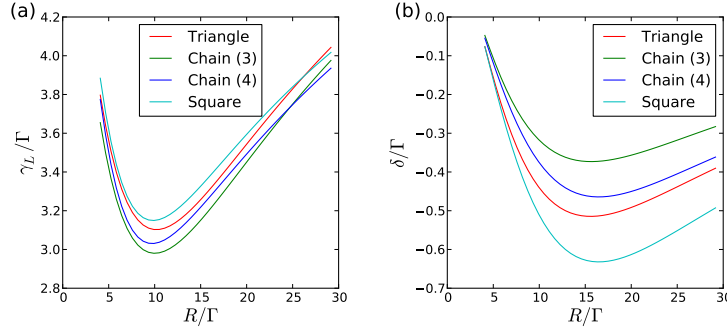 (a)
4.2
4.0
3.8
3.6
3.4
3.2
3.0
2.8
γ_L/Γ
Triangle
Chain (3)
Chain (4)
Square
0 5 10 15 20 25 30
R/Γ
(b)
0.0
−0.1
−0.2
−0.3
−0.4
−0.5
−0.6
−0.7
δ/Γ
Triangle
Chain (3)
Chain (4)
Square
0 5 10 15 20 25 30
R/Γ